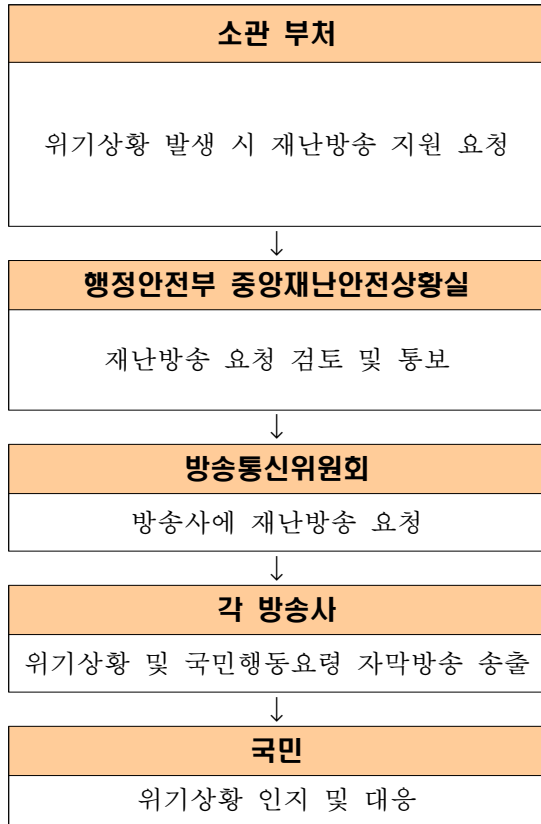 소관 부처
위기상황 발생 시 재난방송 지원 요청
↓
행정안전부 중앙재난안전상황실
재난방송 요청 검토 및 통보
↓
방송통신위원회
방송사에 재난방송 요청
↓
각 방송사
위기상황 및 국민행동요령 자막방송 송출
↓
국민
위기상황 인지 및 대응